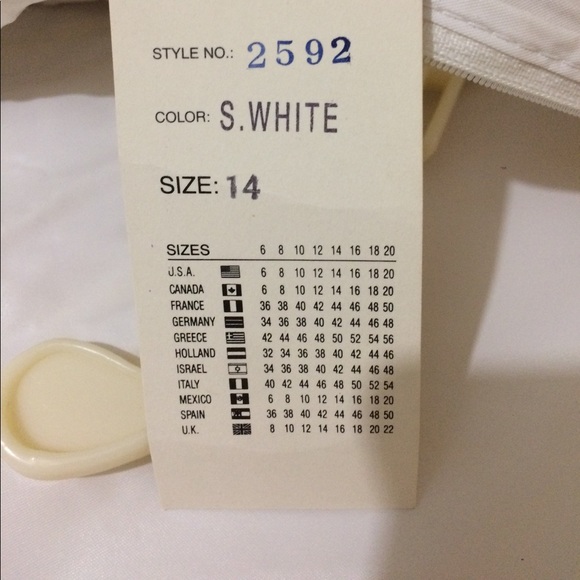 STYLE NO.: 2592
COLOR: S.WHITE
SIZE: 14
SIZES 6 8 10 12 14 16 18 20
U.S.A. 6 8 10 12 14 16 18 20
CANADA 6 8 10 12 14 16 18 20
FRANCE 36 38 40 42 44 46 48 50
GERMANY 34 36 38 40 42 44 46 48
GREECE 42 44 46 48 50 52 54 56
HOLLAND 32 34 36 38 40 42 44 46
ISRAEL 34 36 38 40 42 44 46 48
ITALY 40 42 44 46 48 50 52 54
MEXICO 6 8 10 12 14 16 18 20
SPAIN 36 38 40 42 44 46 48 50
U.K. 8 10 12 14 16 18 20 22